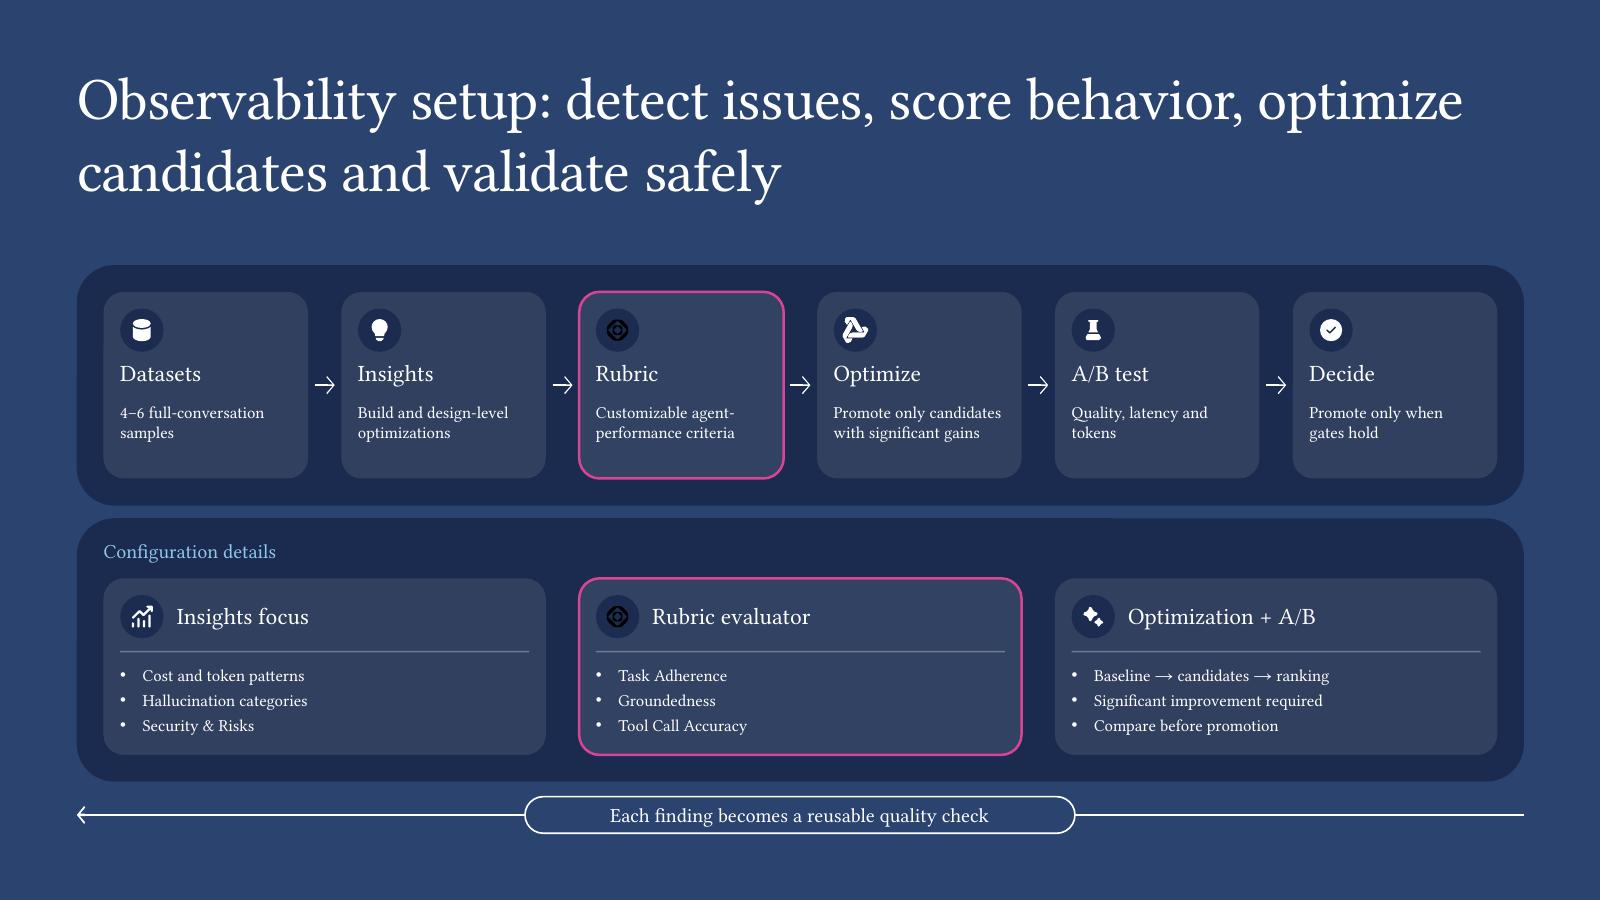 Observability setup: detect issues, score behavior, optimize
candidates and validate safely
Datasets
4–6 full-conversation
samples
Insights
Build and design-level
optimizations
Rubric
Customizable agent-
performance criteria
Optimize
Promote only candidates
with significant gains
A/B test
Quality, latency and
tokens
Decide
Promote only when
gates hold
Configuration details
Insights focus
• Cost and token patterns
• Hallucination categories
• Security & Risks
Rubric evaluator
• Task Adherence
• Groundedness
• Tool Call Accuracy
Optimization + A/B
• Baseline → candidates → ranking
• Significant improvement required
• Compare before promotion
Each finding becomes a reusable quality check